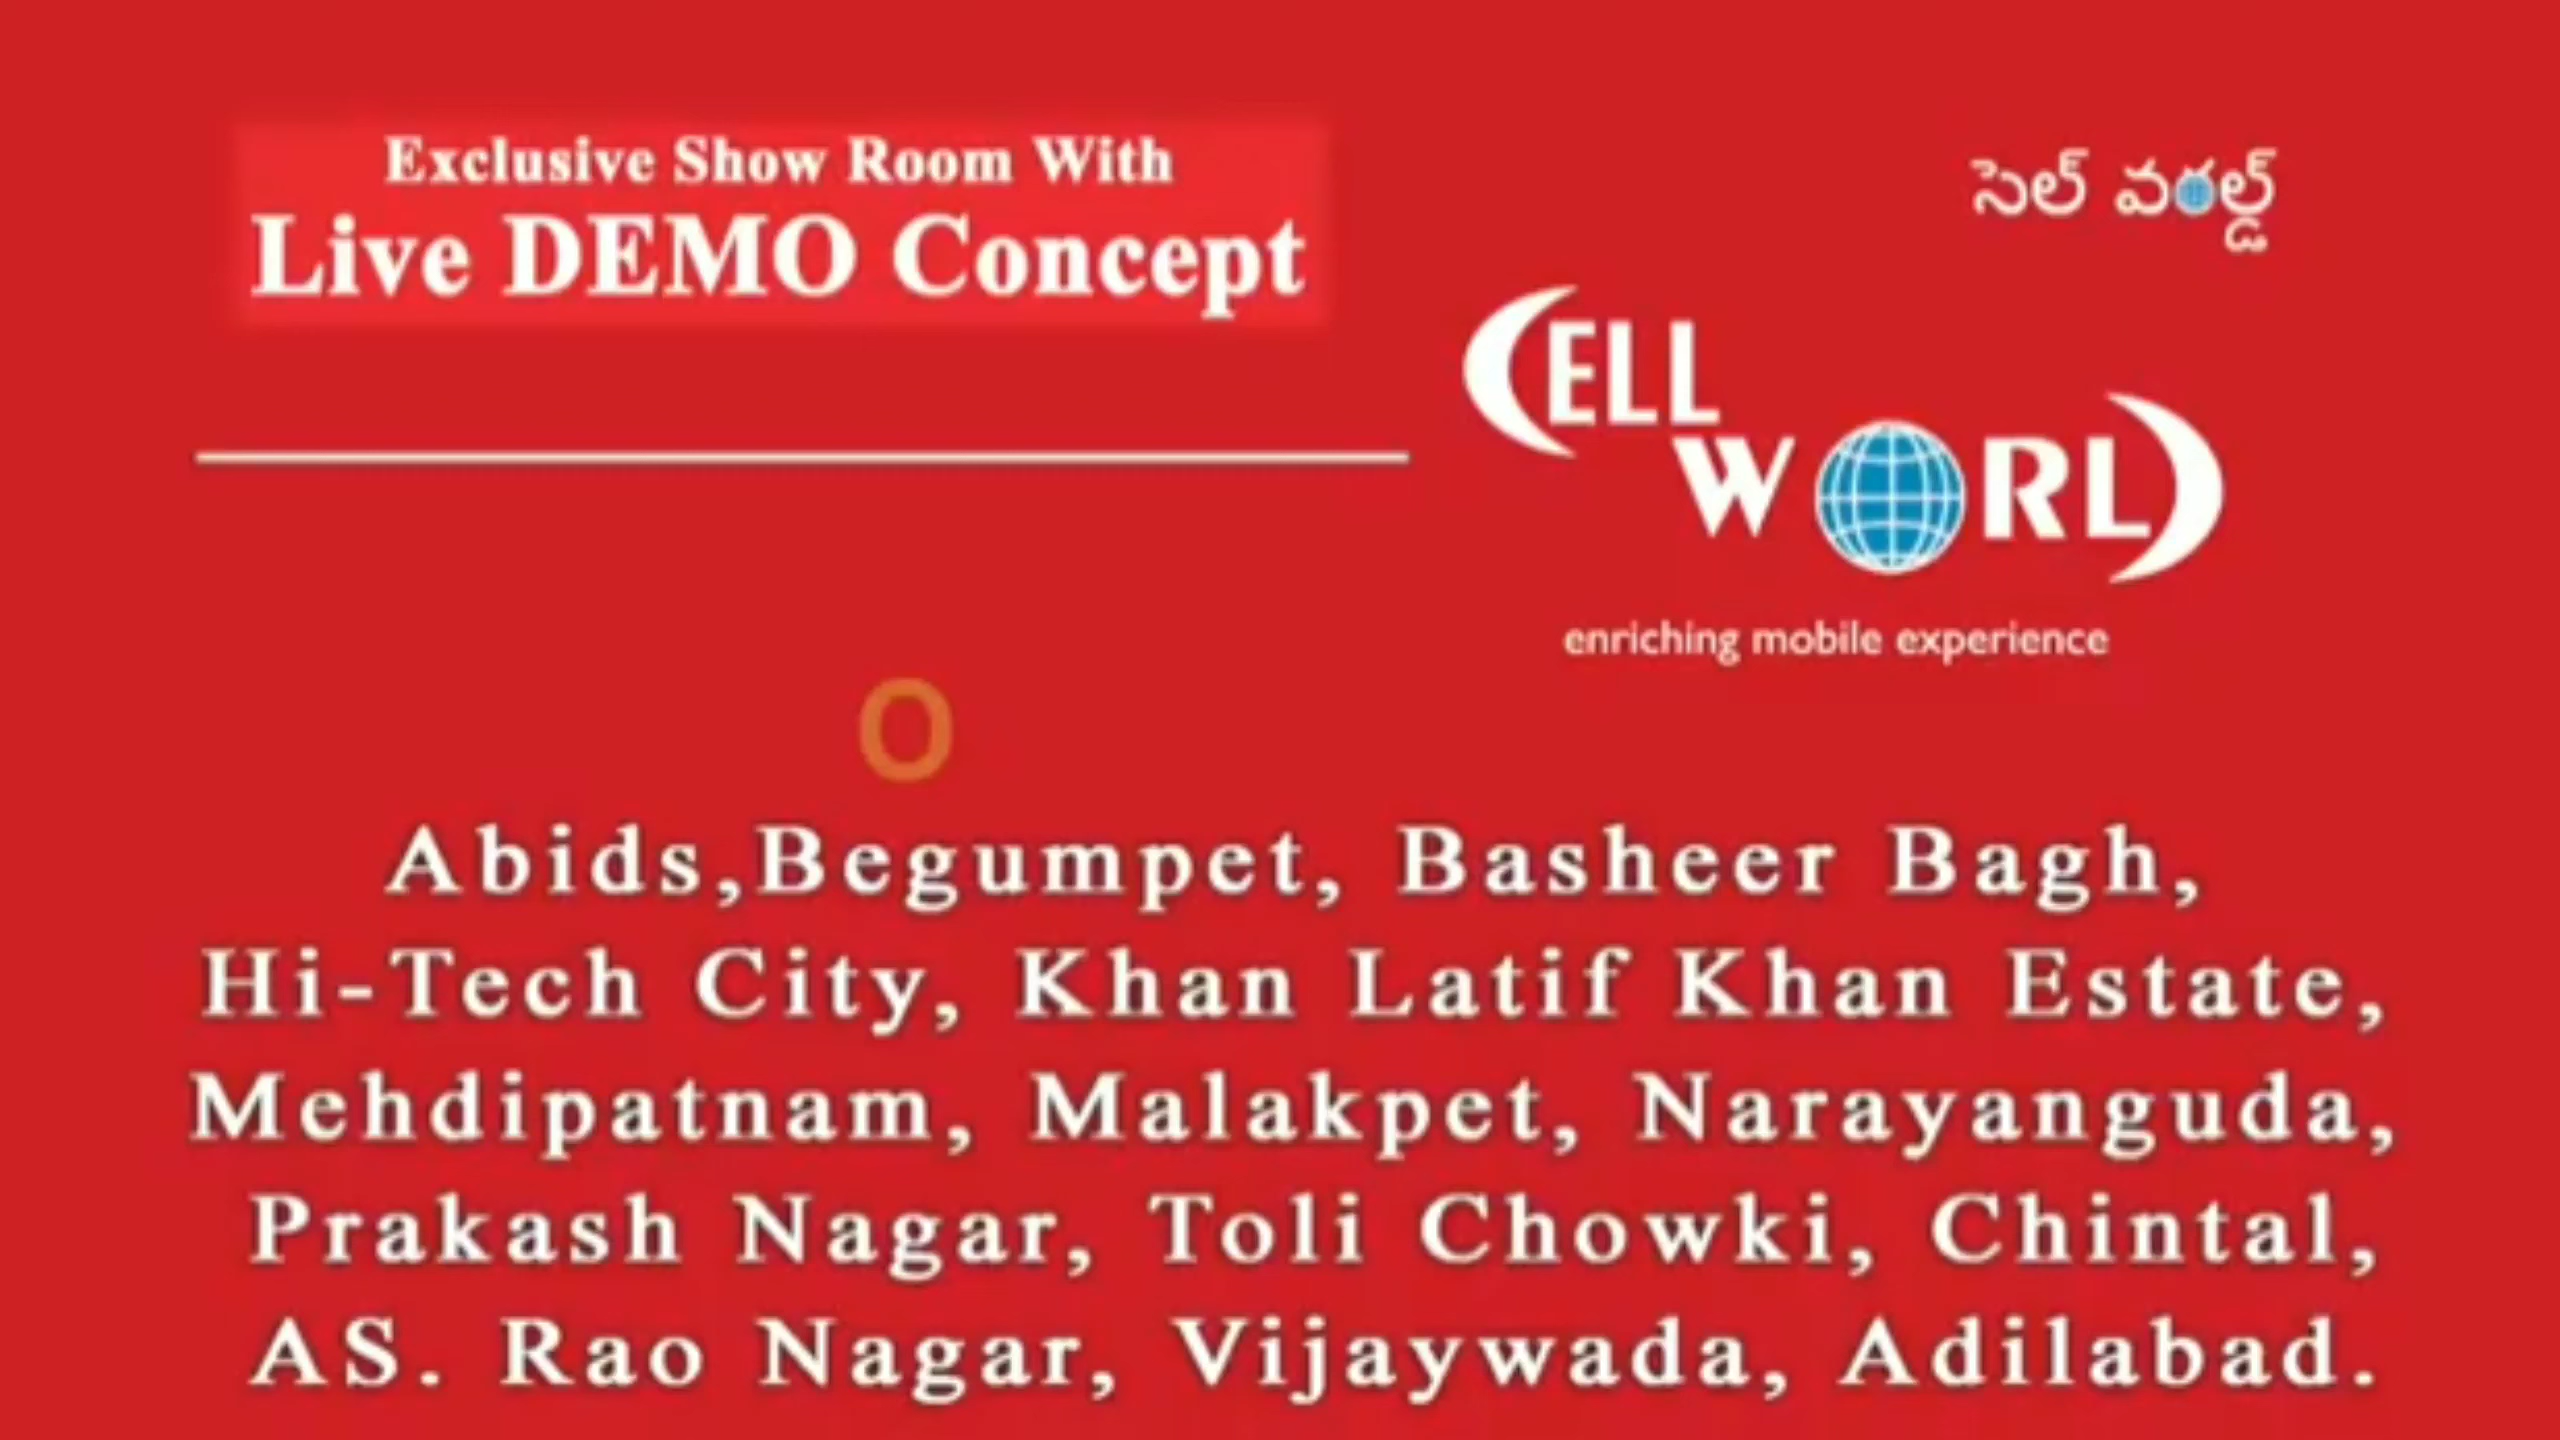 Exclusive Show Room With
Live DEMO Concept
సెల్ వరల్డ్
CELL
WORLD
enriching mobile experience
O
Abids,Begumpet, Basheer Bagh,
Hi-Tech City, Khan Latif Khan Estate,
Mehdipatnam, Malakpet, Narayanguda,
Prakash Nagar, Toli Chowki, Chintal,
AS. Rao Nagar, Vijaywada, Adilabad.